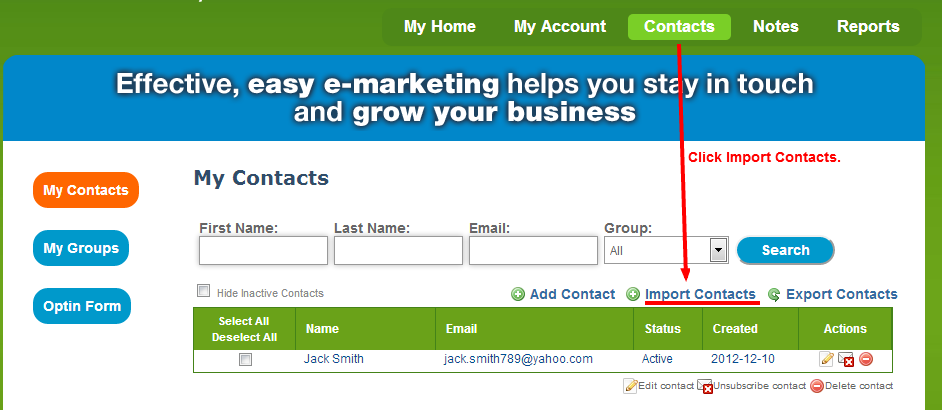 My Home My Account Contacts Notes Reports
Effective, easy e-marketing helps you stay in touch
and grow your business
Click Import Contacts.
My Contacts
My Groups
Optin Form
My Contacts
First Name: Last Name: Email: Group:
All Search
Hide Inactive Contacts Add Contact Import Contacts Export Contacts
Select All
Deselect All Name Email Status Created Actions
Jack Smith jack.smith789@yahoo.com Active 2012-12-10
Edit contact Unsubscribe contact Delete contact